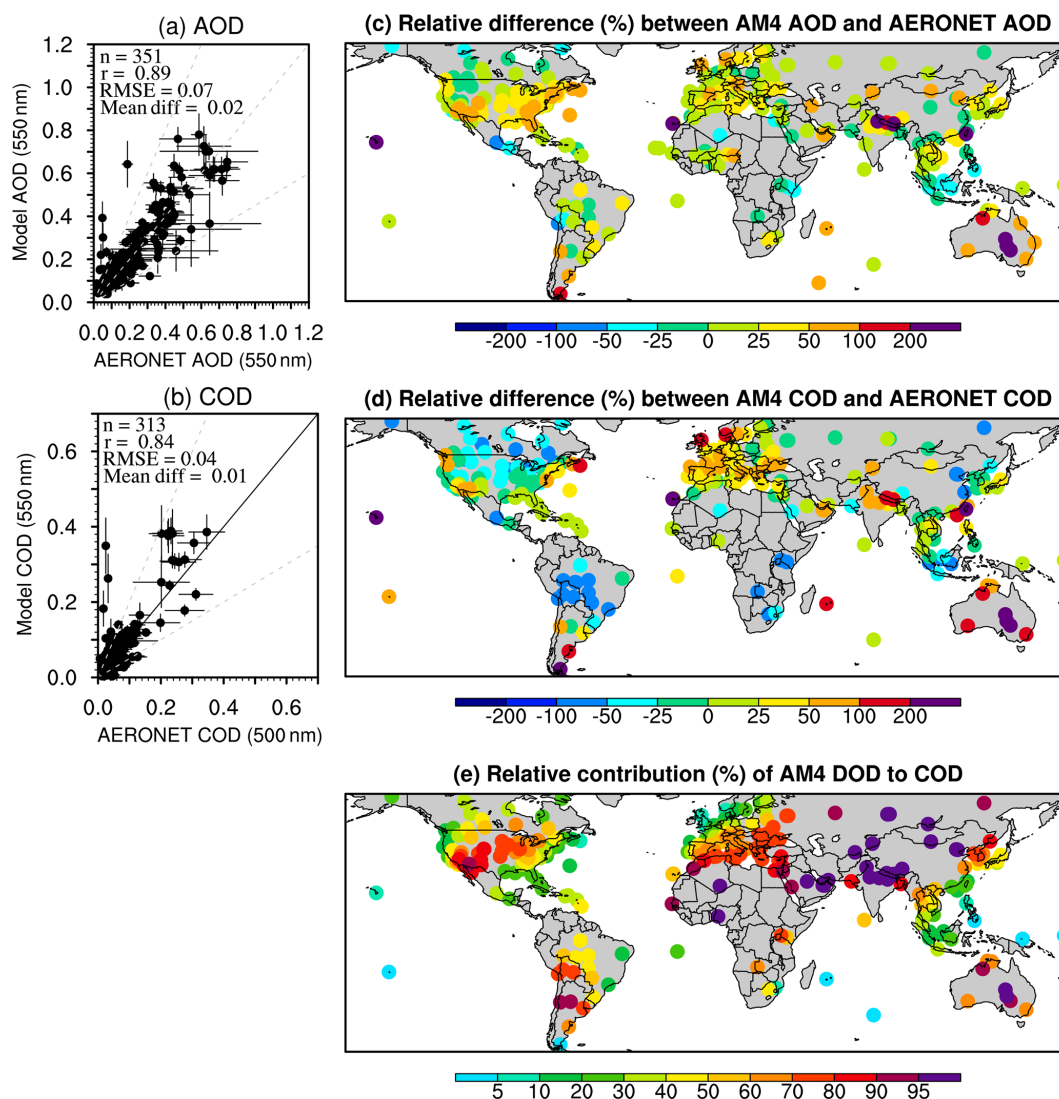 (a) AOD
n = 351
r = 0.89
RMSE = 0.07
Mean diff = 0.02
Model AOD (550 nm)
1.2
1.0
0.8
0.6
0.4
0.2
0.0
0.0 0.2 0.4 0.6 0.8 1.0 1.2
AERONET AOD (550 nm)
(c) Relative difference (%) between AM4 AOD and AERONET AOD
-200 -100 -50 -25 0 25 50 100 200
(b) COD
n = 313
r = 0.84
RMSE = 0.04
Mean diff = 0.01
Model COD (550 nm)
0.6
0.4
0.2
0.0
0.0 0.2 0.4 0.6
AERONET COD (500 nm)
(d) Relative difference (%) between AM4 COD and AERONET COD
-200 -100 -50 -25 0 25 50 100 200
(e) Relative contribution (%) of AM4 DOD to COD
5 10 20 30 40 50 60 70 80 90 95